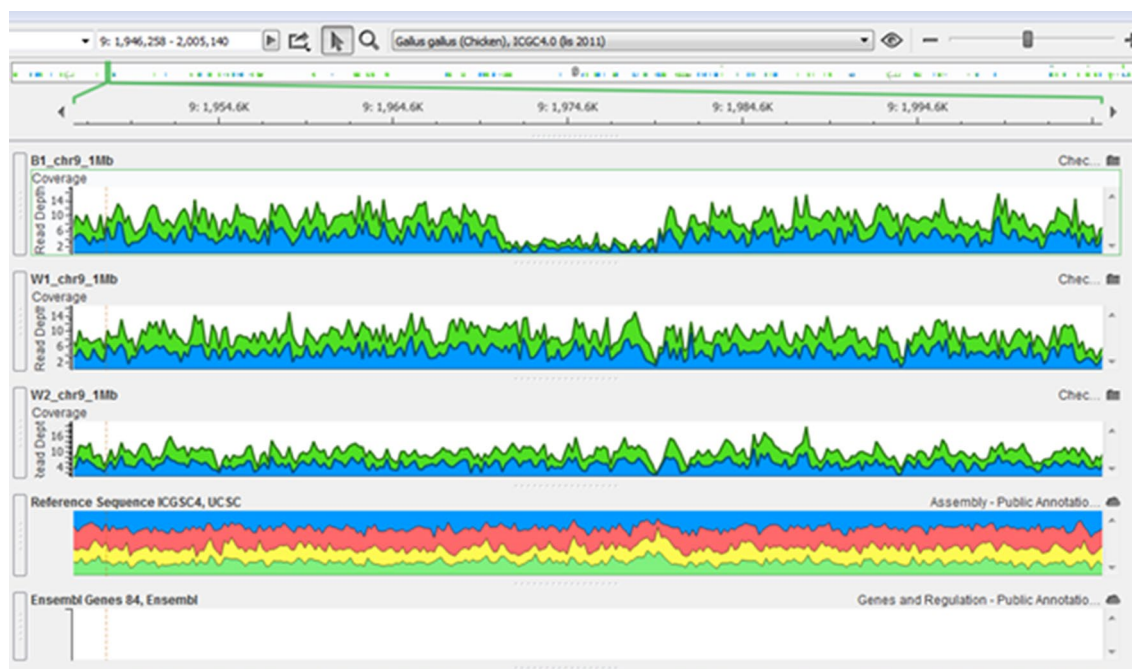 9: 1,946,258 - 2,005,140 Gallus gallus (Chicken), ICGC4.0 (lis 2011)
9: 1,954.6K 9: 1,964.6K 9: 1,974.6K 9: 1,984.6K 9: 1,994.6K
B1_chr9_1Mb Chec...
Coverage
Read Depth
14
10
6
2
W1_chr9_1Mb Chec...
Coverage
Read Depth
14
10
6
2
W2_chr9_1Mb Chec...
Coverage
Read Dept
16
10
4
Reference Sequence ICGSC4, UCSC Assembly - Public Annotatio...
Ensembl Genes 84, Ensembl Genes and Regulation - Public Annotatio...